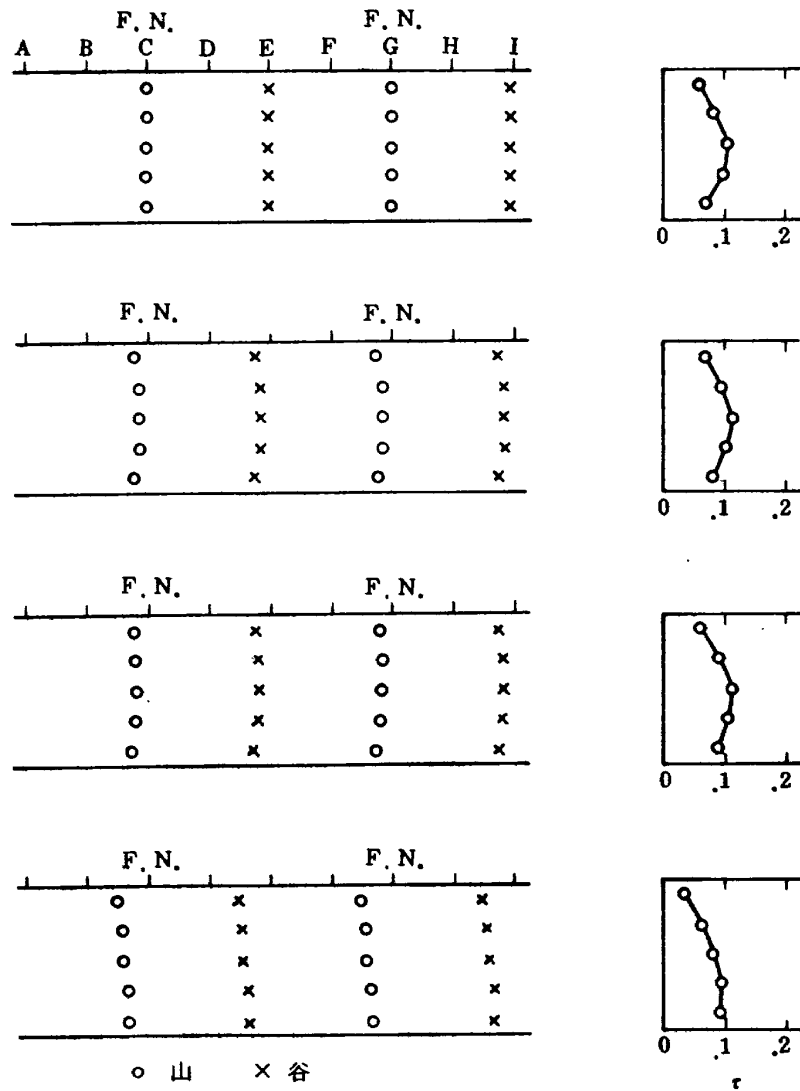 F. N. F. N.
A B C D E F G H I
0 .1 .2
F. N. F. N.
0 .1 .2
F. N. F. N.
0 .1 .2
F. N. F. N.
0 .1 .2
○ 山 × 谷
τ